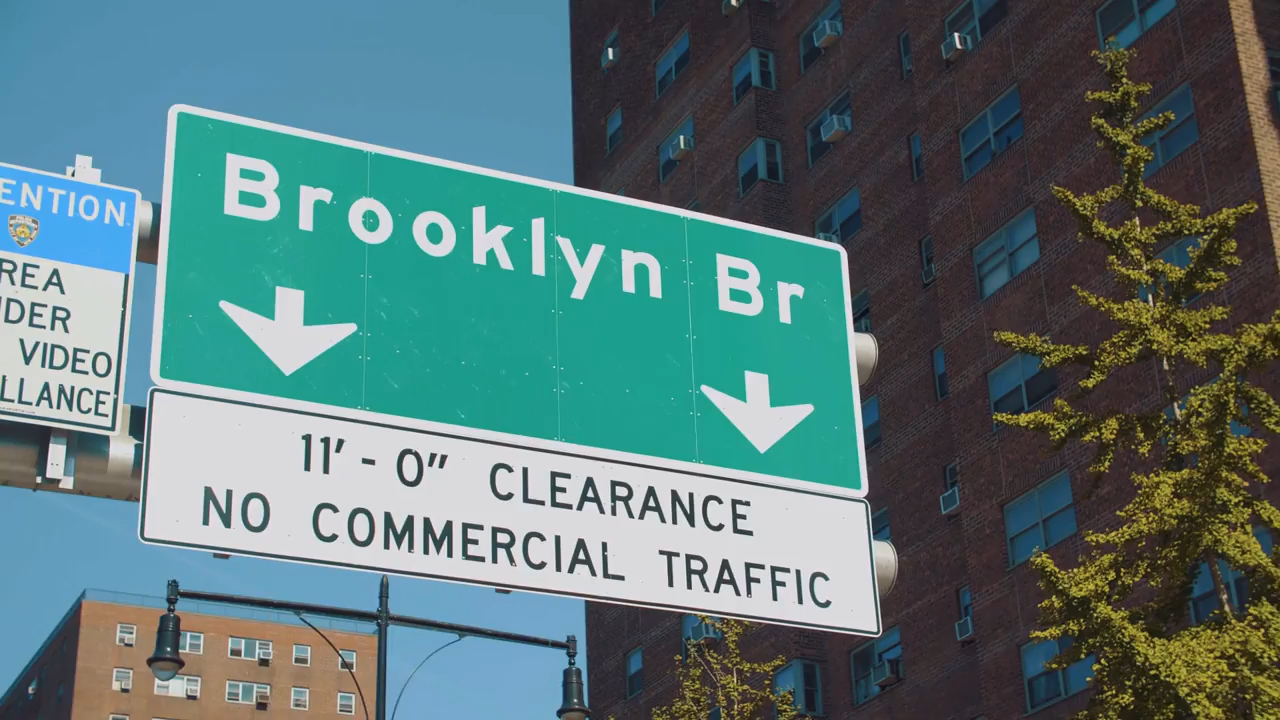 ENTION
REA
DER
VIDEO
LLANCE
Brooklyn Br
11' - 0" CLEARANCE
NO COMMERCIAL TRAFFIC